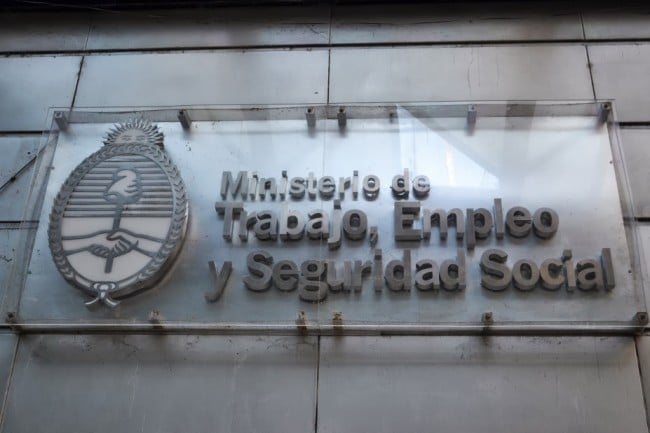 Ministerio de
Trabajo, Empleo
y Seguridad Social